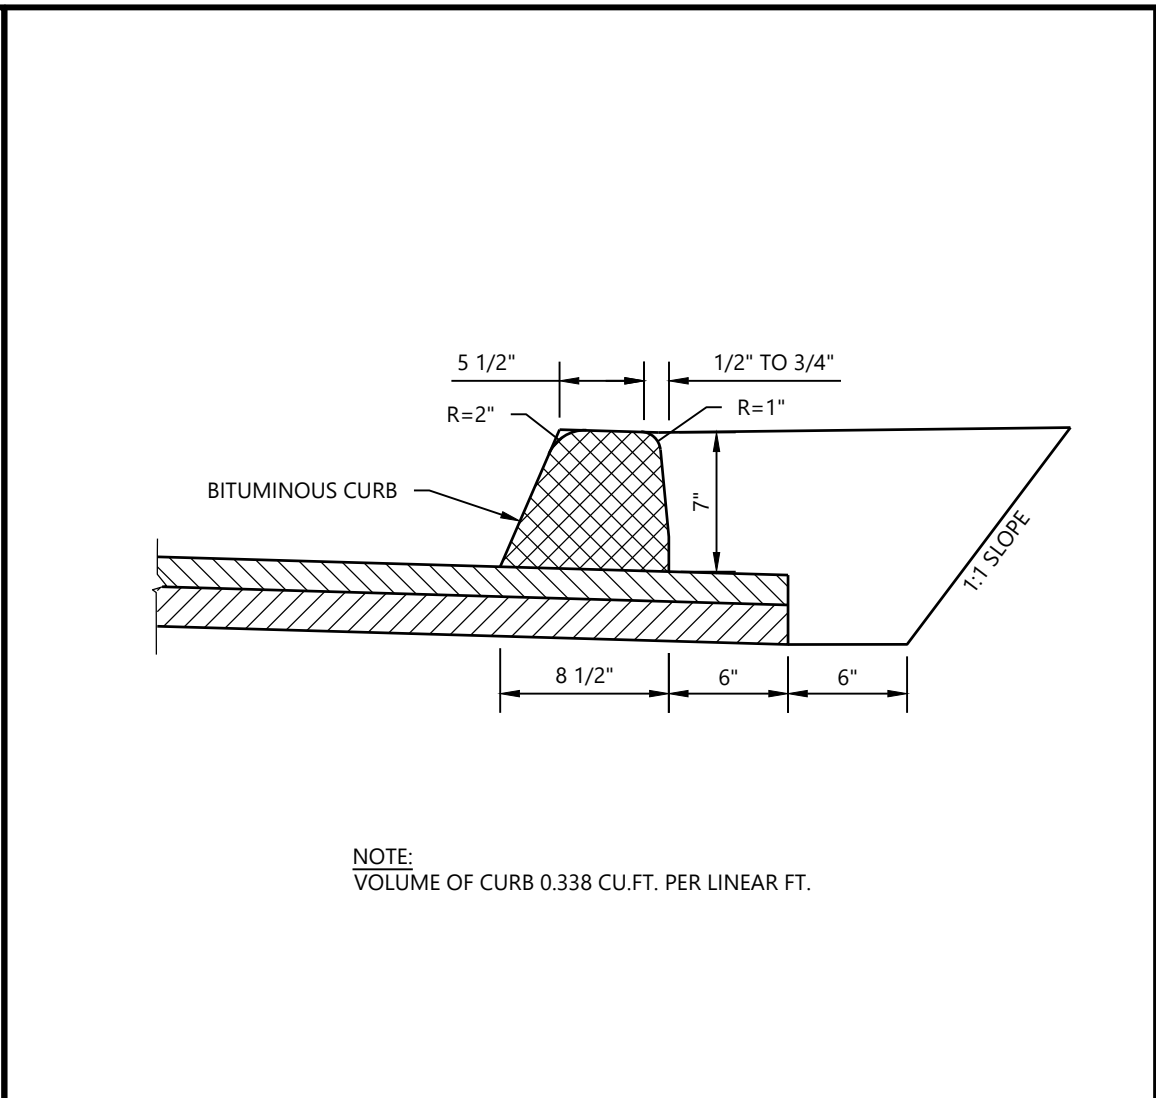 5 1/2"
1/2" TO 3/4"
R=2"
R=1"
BITUMINOUS CURB
7"
1:1 SLOPE
8 1/2"
6"
6"
NOTE:
VOLUME OF CURB 0.338 CU.FT. PER LINEAR FT.